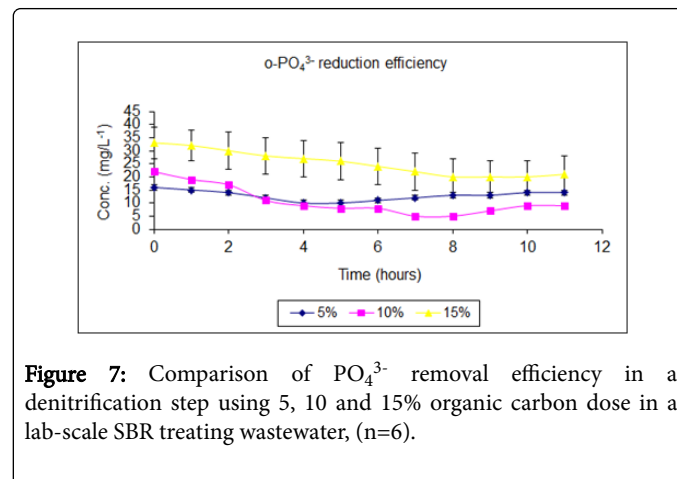 o-PO₄³⁻ reduction efficiency
Conc. (mg/L⁻¹)
45
40
35
30
25
20
15
10
5
0
0 2 4 6 8 10 12
Time (hours)
5% 10% 15%
Figure 7: Comparison of PO₄³⁻ removal efficiency in a
denitrification step using 5, 10 and 15% organic carbon dose in a
lab-scale SBR treating wastewater, (n=6).